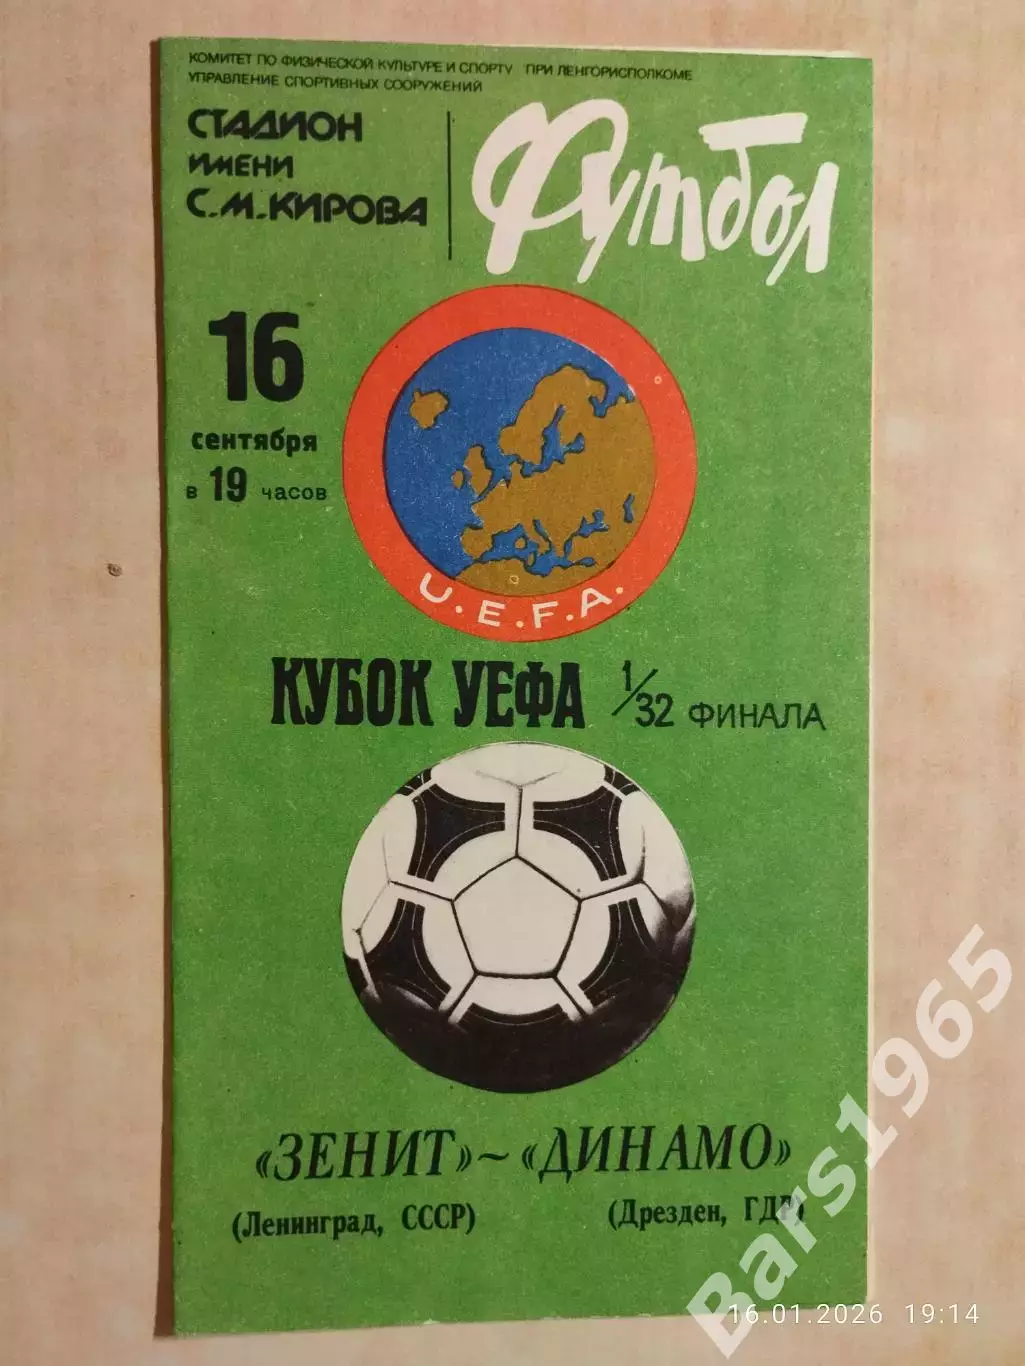 КОМИТЕТ ПО ФИЗИЧЕСКОЙ КУЛЬТУРЕ И СПОРТУ ПРИ ЛЕНГОРИСПОЛКОМЕ
УПРАВЛЕНИЕ СПОРТИВНЫХ СООРУЖЕНИЙ
СТАДИОН
ИМЕНИ
С.М.КИРОВА
Футбол
16
сентября
в 19 часов
U.E.F.A.
КУБОК УЕФА 1/32 ФИНАЛА
«ЗЕНИТ»~«ДИНАМО»
(Ленинград, СССР) (Дрезден, ГДР)
Bars1965
16.01.2026 19:14